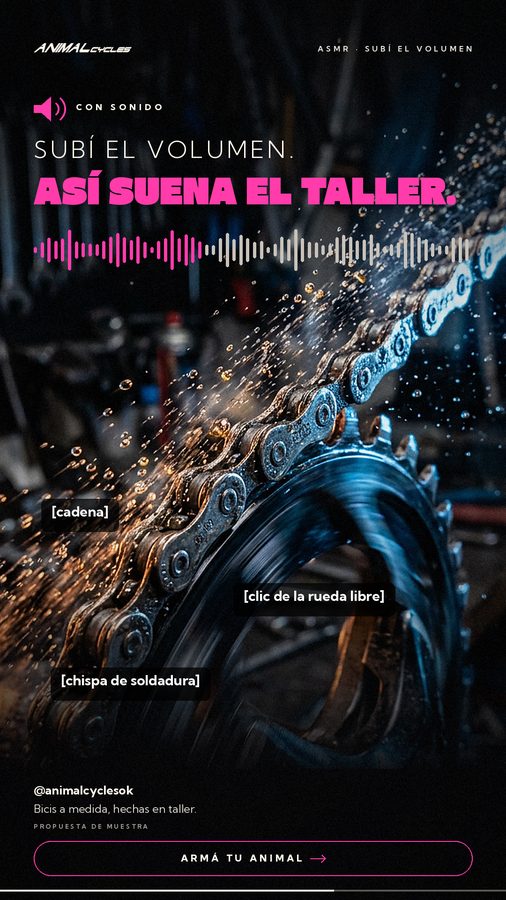 ANIMAL CYCLES
ASMR · SUBÍ EL VOLUMEN
CON SONIDO
SUBÍ EL VOLUMEN.
ASÍ SUENA EL TALLER.
[cadena]
[clic de la rueda libre]
[chispa de soldadura]
@animalcyclesok
Bicis a medida, hechas en taller.
PROPUESTA DE MUESTRA
ARMÁ TU ANIMAL →